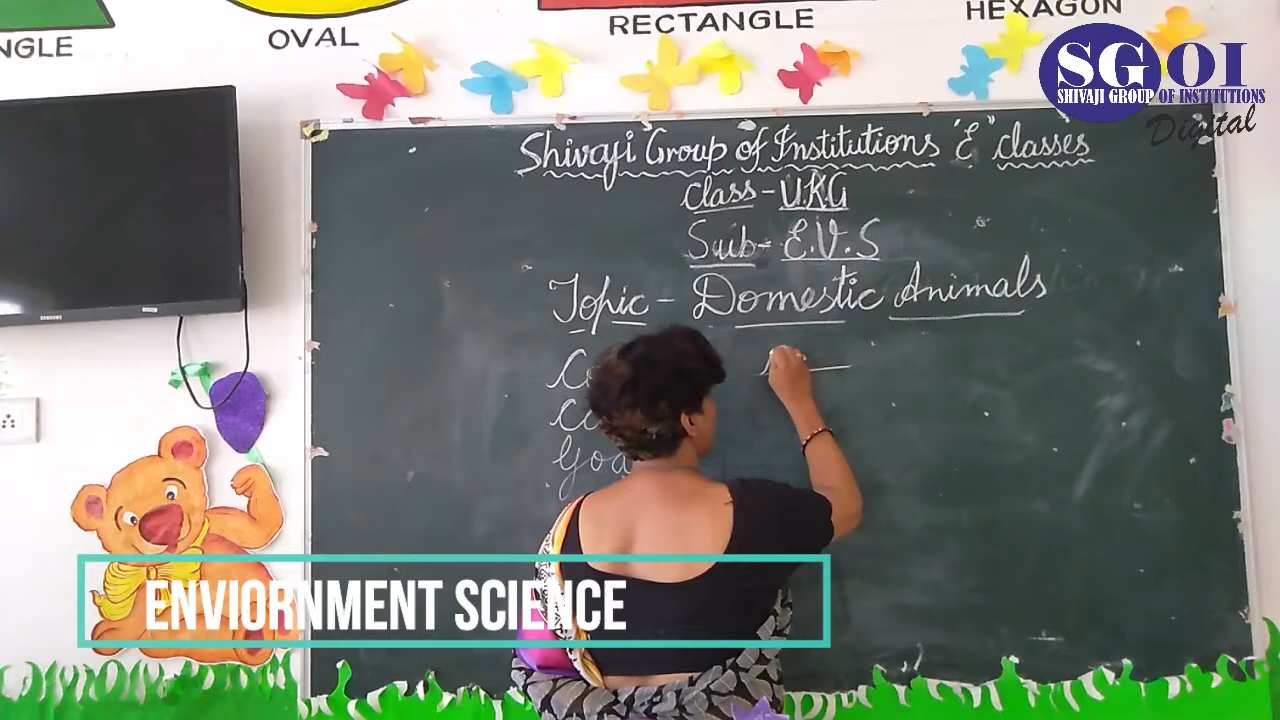 OVAL
RECTANGLE
HEXAGON
SGOI
SHIVAJI GROUP OF INSTITUTIONS
Digital
Shivaji Group of Institutions "E" classes
Class - U.K.G
Sub - E.V.S
Topic - Domestic Animals
SAMSUNG
ENVIORNMENT SCIENCE